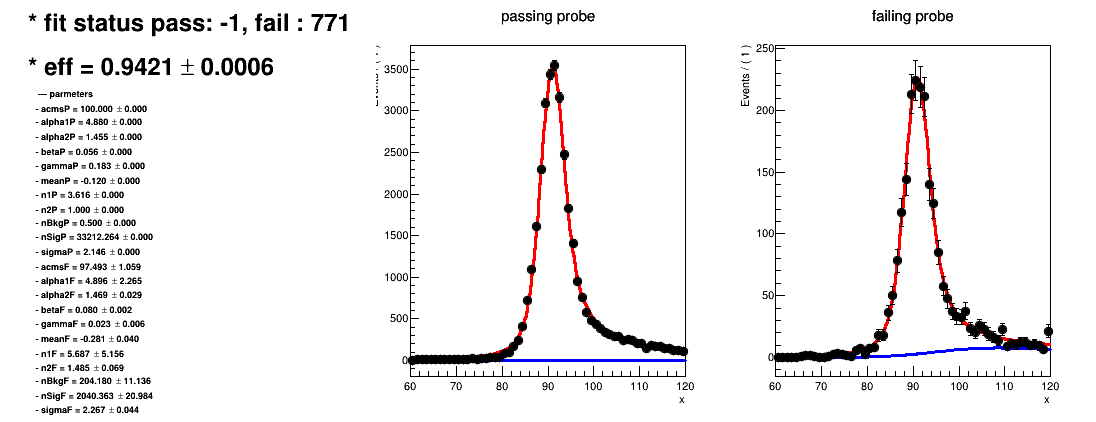 * fit status pass: -1, fail : 771
* eff = 0.9421 ± 0.0006
--- parmeters
- acmsP = 100.000 ± 0.000
- alpha1P = 4.880 ± 0.000
- alpha2P = 1.455 ± 0.000
- betaP = 0.056 ± 0.000
- gammaP = 0.183 ± 0.000
- meanP = -0.120 ± 0.000
- n1P = 3.616 ± 0.000
- n2P = 1.000 ± 0.000
- nBkgP = 0.500 ± 0.000
- nSigP = 33212.264 ± 0.000
- sigmaP = 2.146 ± 0.000
- acmsF = 97.493 ± 1.059
- alpha1F = 4.896 ± 2.265
- alpha2F = 1.469 ± 0.029
- betaF = 0.080 ± 0.002
- gammaF = 0.023 ± 0.006
- meanF = -0.281 ± 0.040
- n1F = 5.687 ± 5.156
- n2F = 1.485 ± 0.069
- nBkgF = 204.180 ± 11.136
- nSigF = 2040.363 ± 20.984
- sigmaF = 2.267 ± 0.044
passing probe
3500
3000
2500
2000
1500
1000
500
0
60 70 80 90 100 110 120
x
failing probe
Events / ( 1 )
250
200
150
100
50
0
60 70 80 90 100 110 120
x